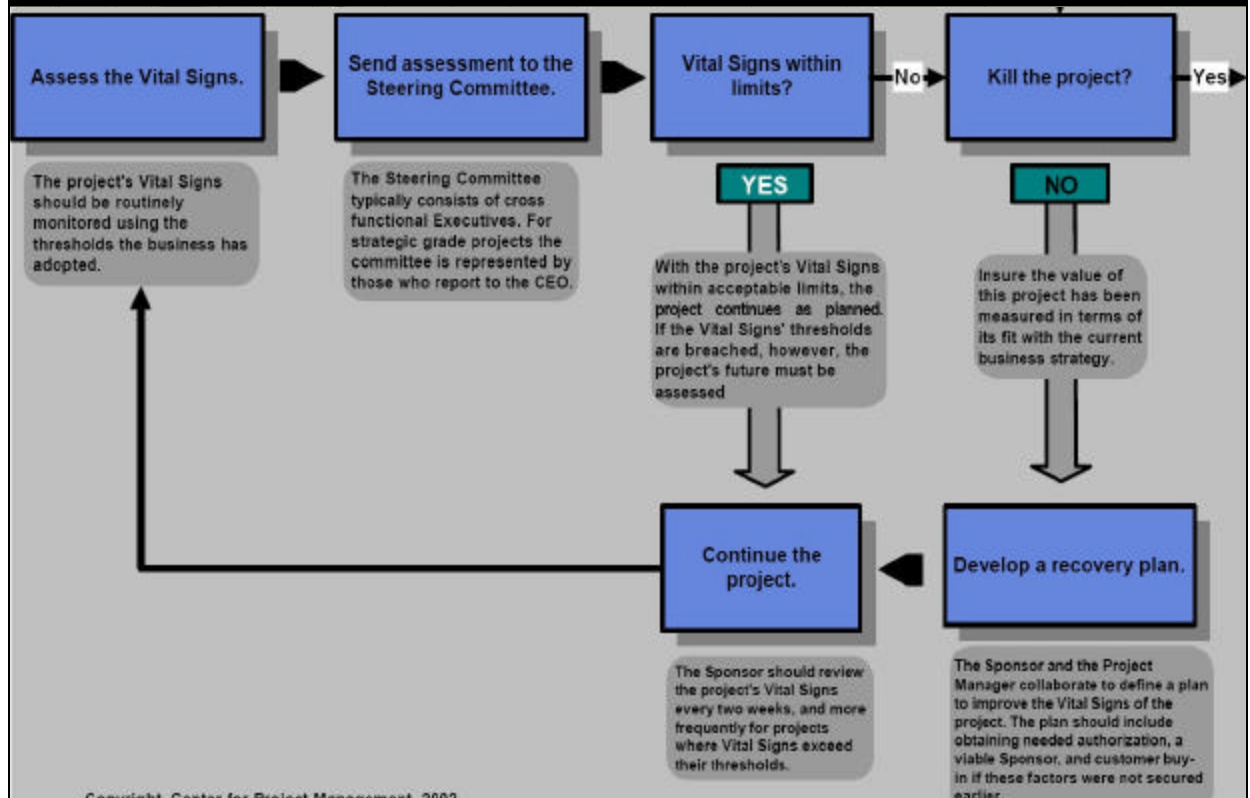 Assess the Vital Signs.
Send assessment to the
Steering Committee.
Vital Signs within
limits?
No
Kill the project?
Yes
The project's Vital Signs
should be routinely
monitored using the
thresholds the business has
adopted.
The Steering Committee
typically consists of cross
functional Executives. For
strategic grade projects the
committee is represented by
those who report to the CEO.
YES
With the project's Vital Signs
within acceptable limits, the
project continues as planned.
If the Vital Signs' thresholds
are breached, however, the
project's future must be
assessed
NO
Insure the value of
this project has been
measured in terms of
its fit with the current
business strategy.
Continue the
project.
Develop a recovery plan.
The Sponsor should review
the project's Vital Signs
every two weeks, and more
frequently for projects
where Vital Signs exceed
their thresholds.
The Sponsor and the Project
Manager collaborate to define a plan
to improve the Vital Signs of the
project. The plan should include
obtaining needed authorization, a
viable Sponsor, and customer buy-
in if these factors were not secured
earlier
Copyright, Center for Project Management, 2002